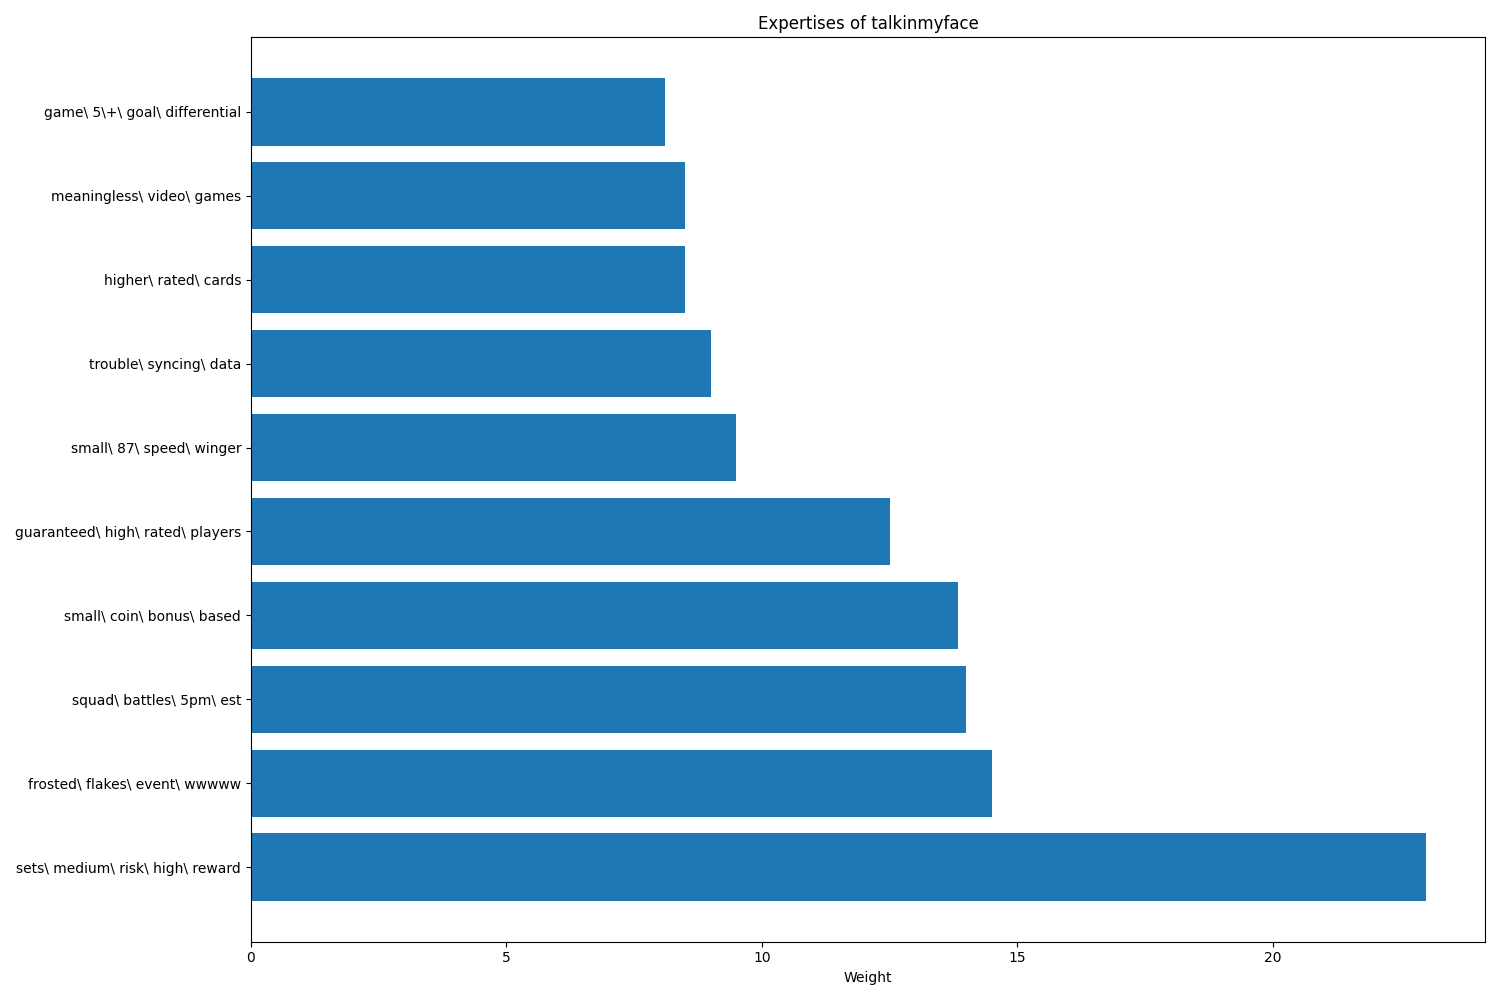 Expertises of talkinmyface
game\ 5\+\ goal\ differential
meaningless\ video\ games
higher\ rated\ cards
trouble\ syncing\ data
small\ 87\ speed\ winger
guaranteed\ high\ rated\ players
small\ coin\ bonus\ based
squad\ battles\ 5pm\ est
frosted\ flakes\ event\ wwwww
sets\ medium\ risk\ high\ reward
0 5 10 15 20
Weight